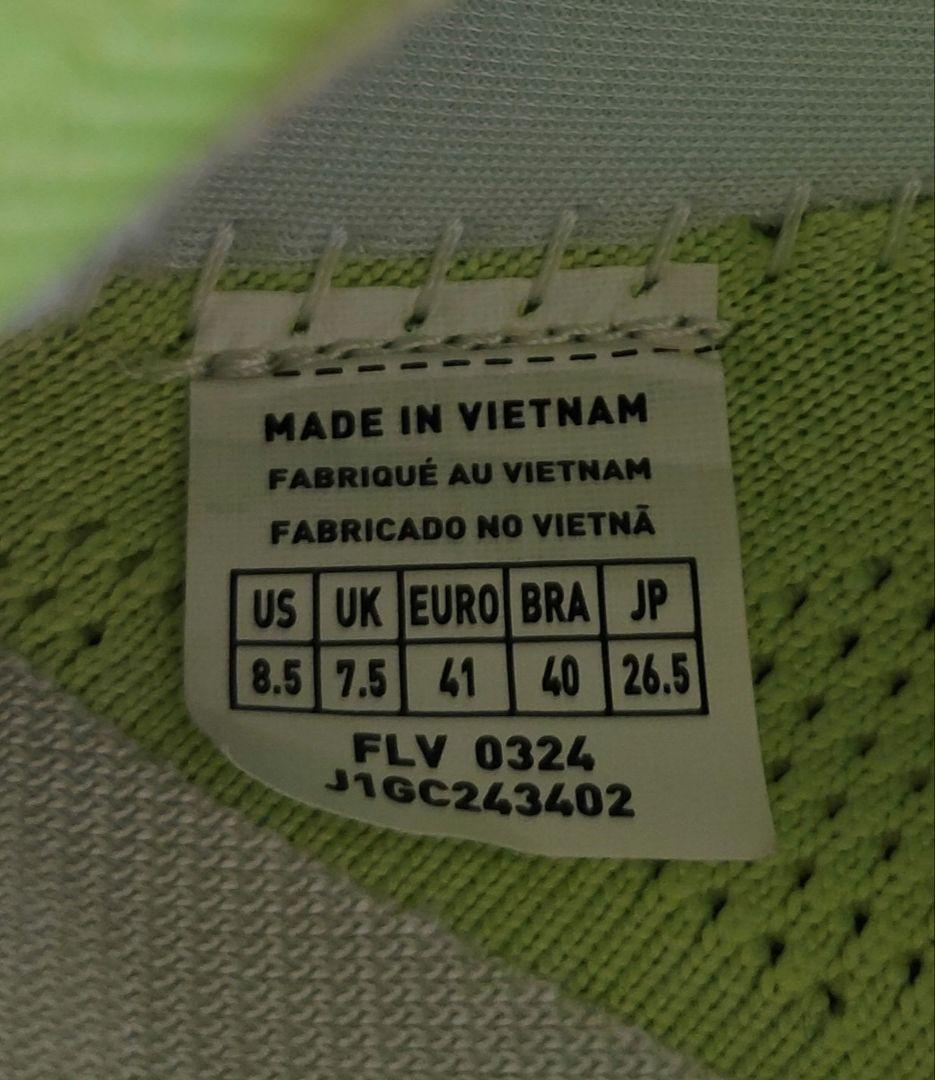 MADE IN VIETNAM
FABRIQUÉ AU VIETNAM
FABRICADO NO VIETNÃ
US UK EURO BRA JP
8.5 7.5 41 40 26.5
FLV 0324
J1GC243402